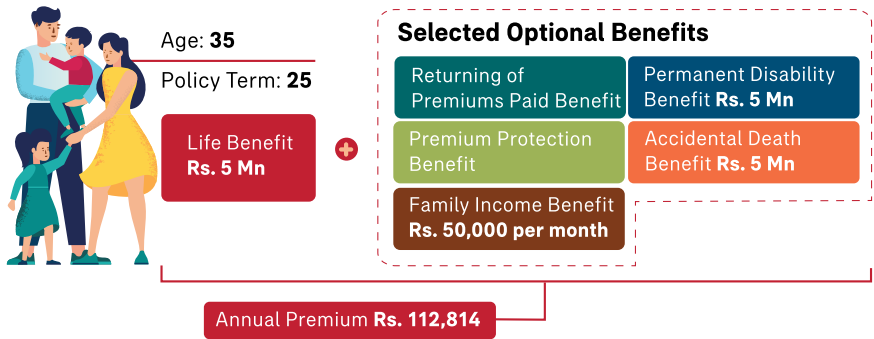 Age: 35
Policy Term: 25
Life Benefit
Rs. 5 Mn
Selected Optional Benefits
Returning of
Premiums Paid Benefit
Permanent Disability
Benefit Rs. 5 Mn
Premium Protection
Benefit
Accidental Death
Benefit Rs. 5 Mn
Family Income Benefit
Rs. 50,000 per month
Annual Premium Rs. 112,814